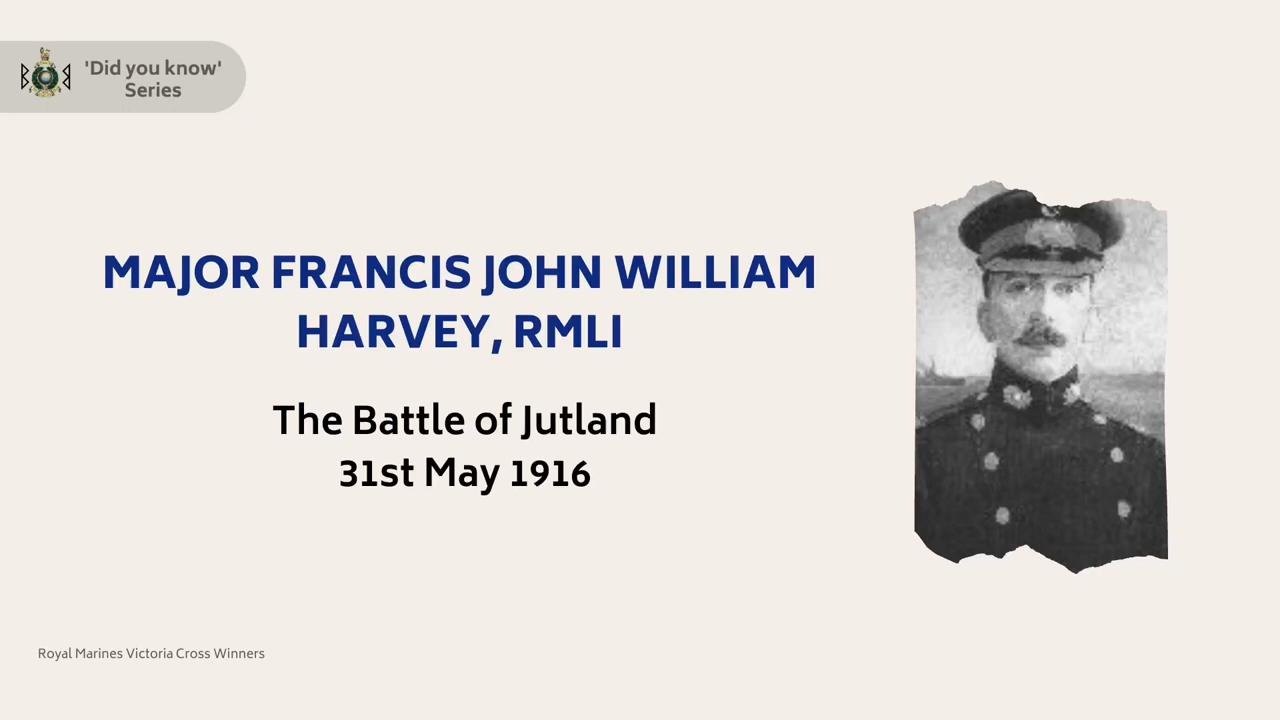 'Did you know'
Series
MAJOR FRANCIS JOHN WILLIAM
HARVEY, RMLI
The Battle of Jutland
31st May 1916
Royal Marines Victoria Cross Winners